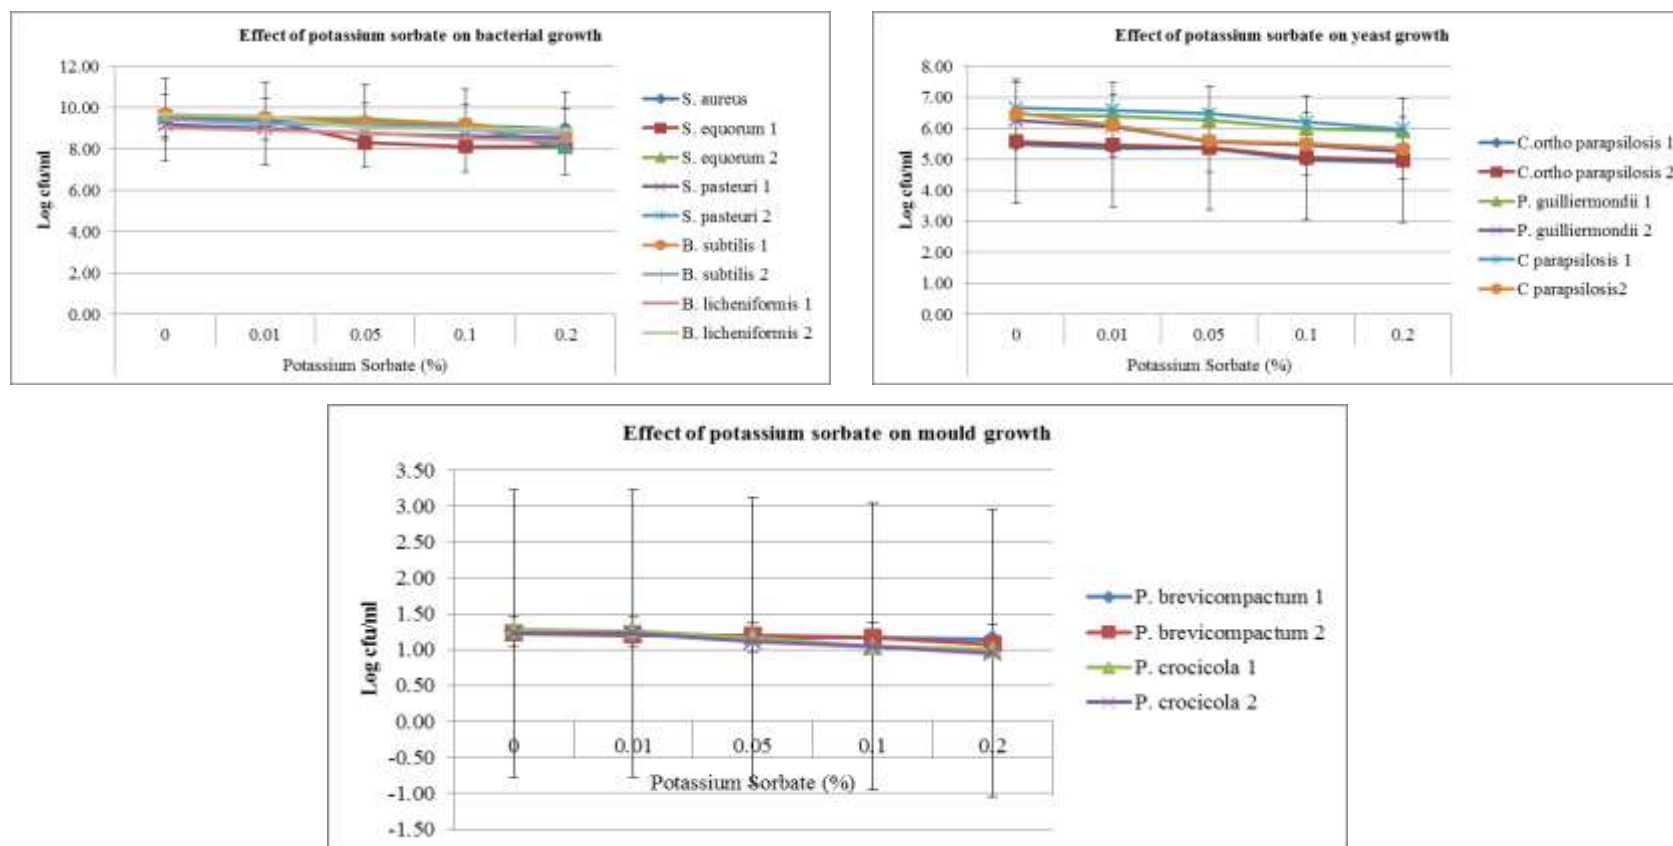 Effect of potassium sorbate on bacterial growth
12.00
10.00
8.00
6.00
4.00
2.00
0.00
Log cfu/ml
0 0.01 0.05 0.1 0.2
Potassium Sorbate (%)
S. aureus
S. equorum 1
S. equorum 2
S. pasteuri 1
S. pasteuri 2
B. subtilis 1
B. subtilis 2
B. licheniformis 1
B. licheniformis 2
Effect of potassium sorbate on yeast growth
8.00
7.00
6.00
5.00
4.00
3.00
2.00
1.00
0.00
Log cfu/ml
0 0.01 0.05 0.1 0.2
Potassium Sorbate (%)
C.ortho parapsilosis 1
C.ortho parapsilosis 2
P. guilliermondii 1
P. guilliermondii 2
C parapsilosis 1
C parapsilosis2
Effect of potassium sorbate on mould growth
3.50
3.00
2.50
2.00
1.50
1.00
0.50
0.00
-0.50
-1.00
-1.50
Log cfu/ml
0 0.01 0.05 0.1 0.2
Potassium Sorbate (%)
P. brevicompactum 1
P. brevicompactum 2
P. crocicola 1
P. crocicola 2